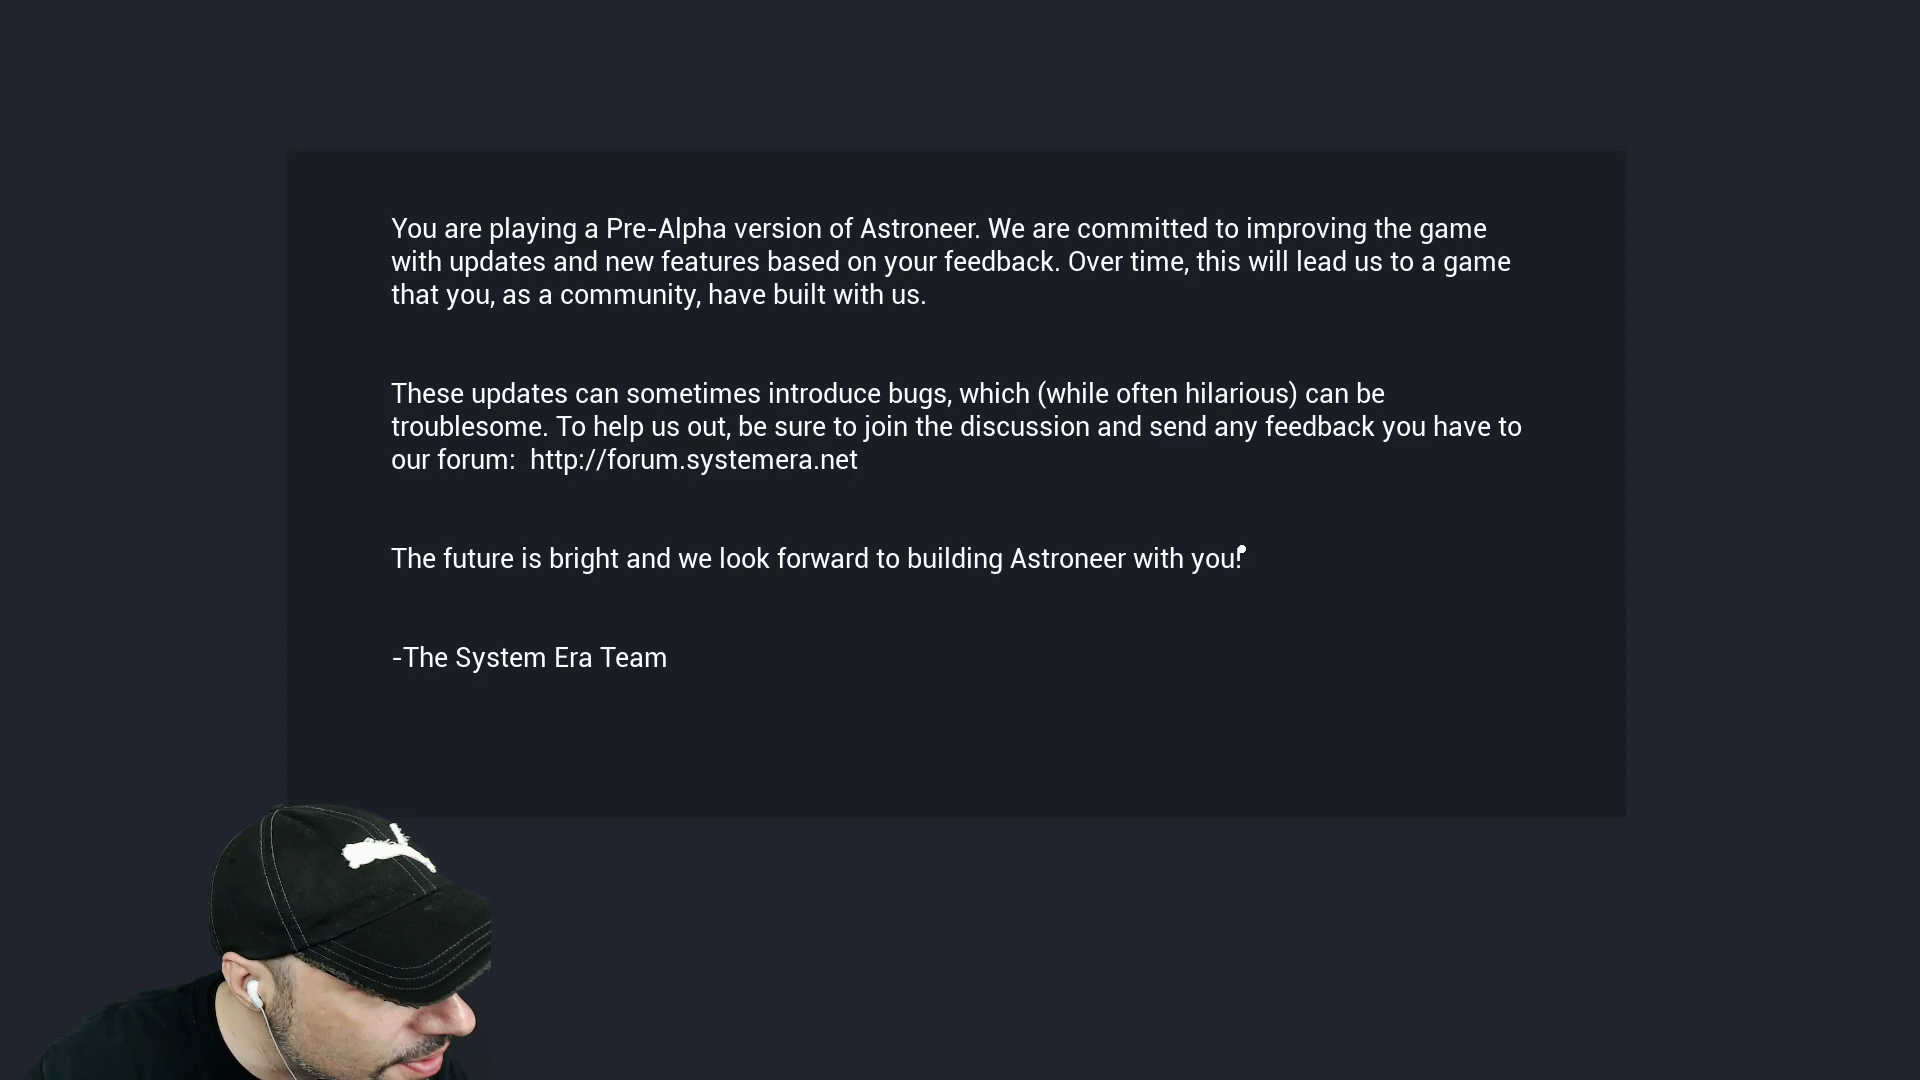 You are playing a Pre-Alpha version of Astroneer. We are committed to improving the game
with updates and new features based on your feedback. Over time, this will lead us to a game
that you, as a community, have built with us.
These updates can sometimes introduce bugs, which (while often hilarious) can be
troublesome. To help us out, be sure to join the discussion and send any feedback you have to
our forum:  http://forum.systemera.net
The future is bright and we look forward to building Astroneer with you!
-The System Era Team